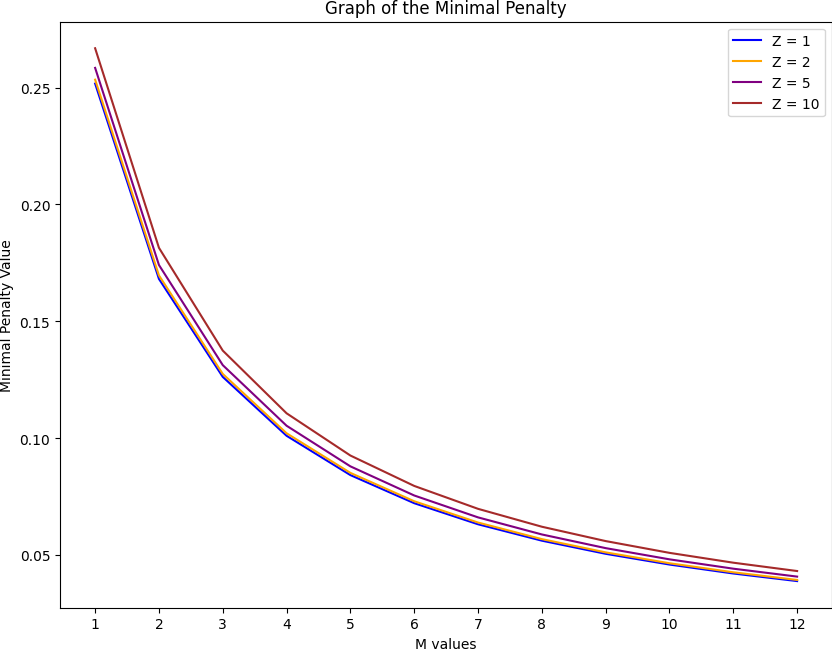 Graph of the Minimal Penalty
Z = 1
Z = 2
Z = 5
Z = 10
Minimal Penalty Value
0.25
0.20
0.15
0.10
0.05
1 2 3 4 5 6 7 8 9 10 11 12
M values